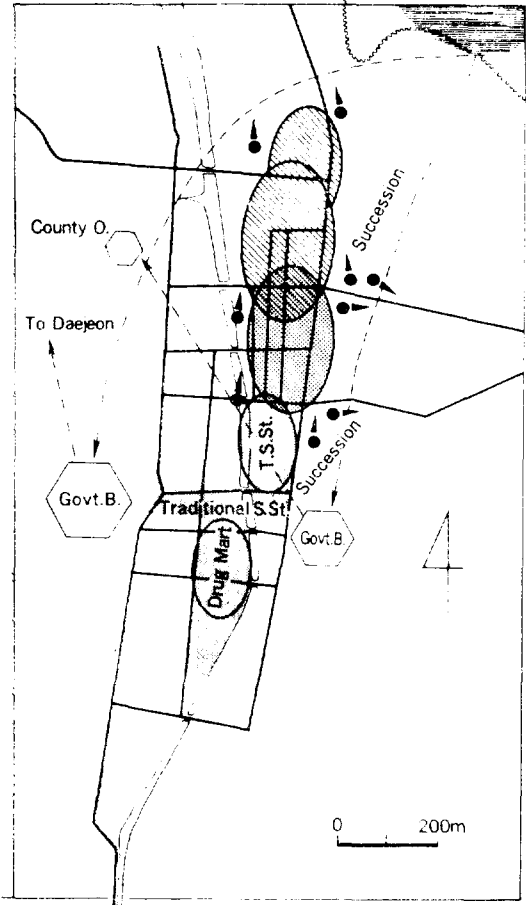 Succession
County O.
To Daejeon
T.S.St.
Succession
Govt.B.
Traditional S.St
Govt.B.
Drug Mart
0 200m